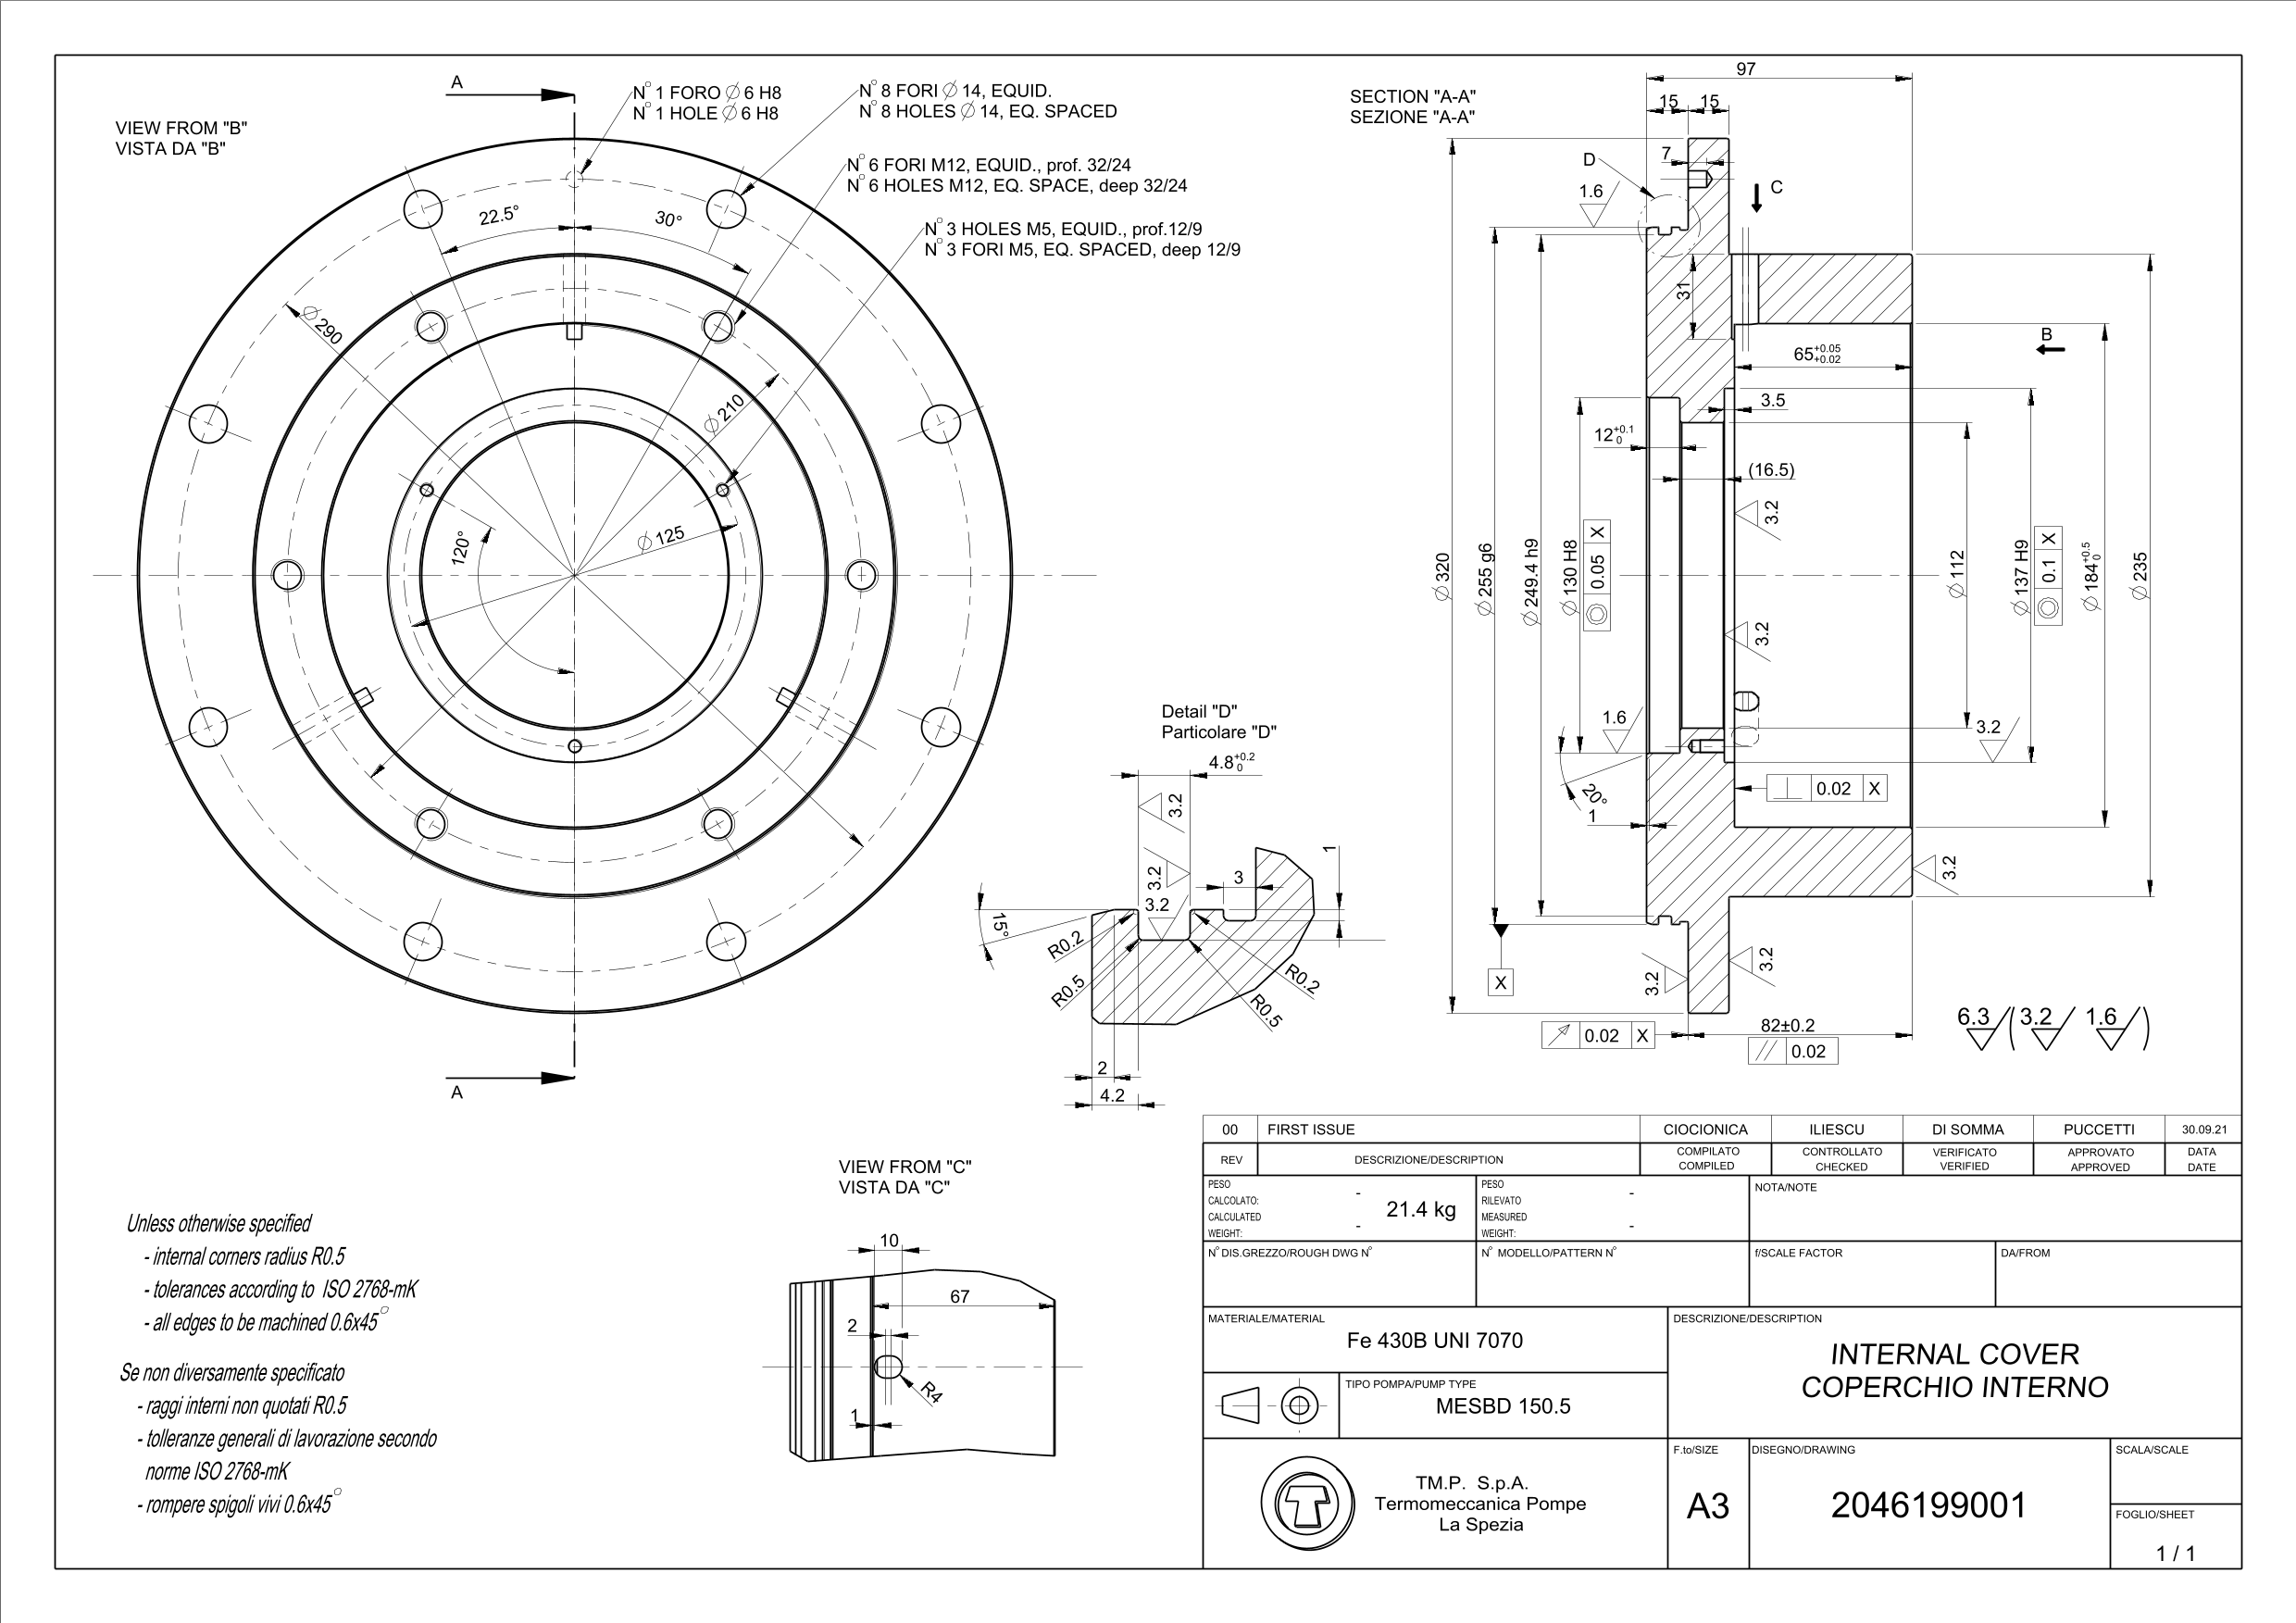 VIEW FROM "B"
VISTA DA "B"
A
N° 1 FORO ∅ 6 H8
N° 1 HOLE ∅ 6 H8
N° 8 FORI ∅ 14, EQUID.
N° 8 HOLES ∅ 14, EQ. SPACED
N° 6 FORI M12, EQUID., prof. 32/24
N° 6 HOLES M12, EQ. SPACE, deep 32/24
N° 3 HOLES M5, EQUID., prof.12/9
N° 3 FORI M5, EQ. SPACED, deep 12/9
22.5°
30°
∅ 290
∅ 210
∅ 125
120°
A
SECTION "A-A"
SEZIONE "A-A"
97
15
15
7
D
1.6
C
31
B
65 +0.05 +0.02
3.5
12 +0.1 0
(16.5)
3.2
3.2
∅ 320
∅ 255 g6
∅ 249.4 h9
∅ 130 H8
0.05 X
∅ 112
∅ 137 H9
0.1 X
∅ 184 +0.5 0
∅ 235
1.6
3.2
20°
1
0.02 X
3.2
3.2
3.2
X
0.02 X
82±0.2
0.02
6.3 (3.2 1.6)
Detail "D"
Particolare "D"
4.8 +0.2 0
3.2
3.2
3.2
3
1
15°
R0.2
R0.5
R0.2
R0.5
2
4.2
VIEW FROM "C"
VISTA DA "C"
10
67
2
R4
1
Unless otherwise specified
- internal corners radius R0.5
- tolerances according to ISO 2768-mK
- all edges to be machined 0.6x45°
Se non diversamente specificato
- raggi interni non quotati R0.5
- tolleranze generali di lavorazione secondo
norme ISO 2768-mK
- rompere spigoli vivi 0.6x45°
00 FIRST ISSUE CIOCIONICA ILIESCU DI SOMMA PUCCETTI 30.09.21
REV DESCRIZIONE/DESCRIPTION COMPILATO COMPILED CONTROLLATO CHECKED VERIFICATO VERIFIED APPROVATO APPROVED DATA DATE
PESO
CALCOLATO: -
CALCULATED
WEIGHT: -
21.4 kg
PESO
RILEVATO -
MEASURED
WEIGHT: -
NOTA/NOTE
N° DIS.GREZZO/ROUGH DWG N°
N° MODELLO/PATTERN N°
f/SCALE FACTOR
DA/FROM
MATERIALE/MATERIAL
Fe 430B UNI 7070
DESCRIZIONE/DESCRIPTION
INTERNAL COVER
COPERCHIO INTERNO
TIPO POMPA/PUMP TYPE
MESBD 150.5
T
TM.P. S.p.A.
Termomeccanica Pompe
La Spezia
F.to/SIZE
A3
DISEGNO/DRAWING
2046199001
SCALA/SCALE
FOGLIO/SHEET
1 / 1